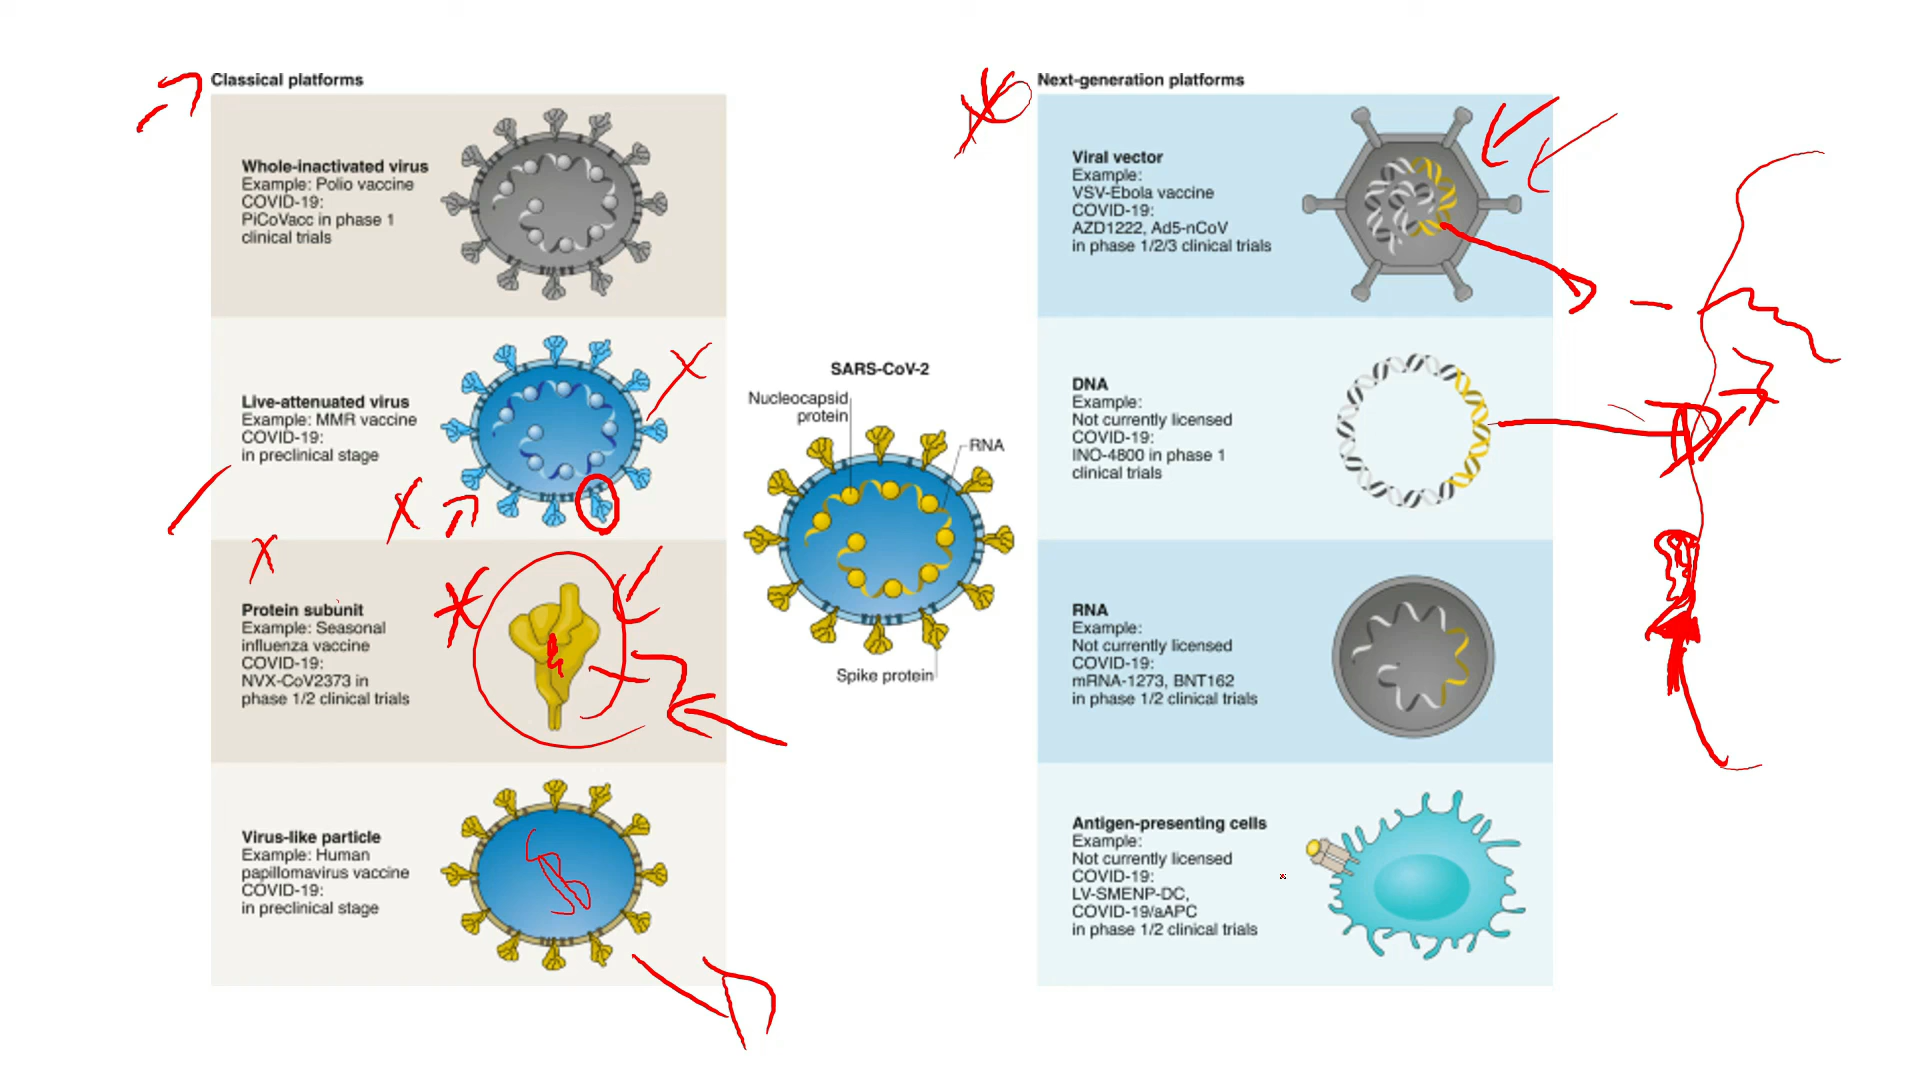 Classical platforms
Whole-inactivated virus
Example: Polio vaccine
COVID-19:
PiCoVacc in phase 1
clinical trials
Live-attenuated virus
Example: MMR vaccine
COVID-19:
in preclinical stage
Protein subunit
Example: Seasonal
influenza vaccine
COVID-19:
NVX-CoV2373 in
phase 1/2 clinical trials
Virus-like particle
Example: Human
papillomavirus vaccine
COVID-19:
in preclinical stage
SARS-CoV-2
Nucleocapsid
protein
RNA
Spike protein
Next-generation platforms
Viral vector
Example:
VSV-Ebola vaccine
COVID-19:
AZD1222, Ad5-nCoV
in phase 1/2/3 clinical trials
DNA
Example:
Not currently licensed
COVID-19:
INO-4800 in phase 1
clinical trials
RNA
Example:
Not currently licensed
COVID-19:
mRNA-1273, BNT162
in phase 1/2 clinical trials
Antigen-presenting cells
Example:
Not currently licensed
COVID-19:
LV-SMENP-DC,
COVID-19/aAPC
in phase 1/2 clinical trials